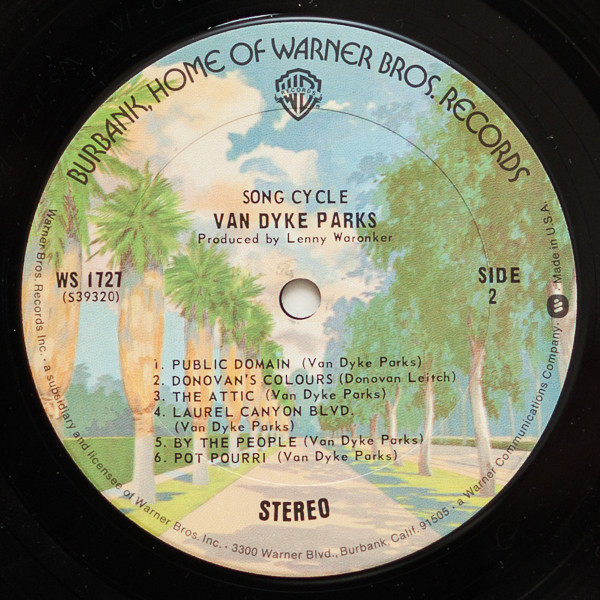 BURBANK, HOME OF WARNER BROS. RECORDS
WB
RECORDS
SONG CYCLE
VAN DYKE PARKS
Produced by Lenny Waronker
WS 1727
(S39320)
SIDE
2
1. PUBLIC DOMAIN (Van Dyke Parks)
2. DONOVAN'S COLOURS (Donovan Leitch)
3. THE ATTIC (Van Dyke Parks)
4. LAUREL CANYON BLVD.
(Van Dyke Parks)
5. BY THE PEOPLE (Van Dyke Parks)
6. POT POURRI (Van Dyke Parks)
STEREO
Warner Bros. Records Inc. · a subsidiary and licensee of Warner Bros. Inc. · 3300 Warner Blvd., Burbank, Calif. 91505 · a Warner Communications Company · Made in U.S.A.